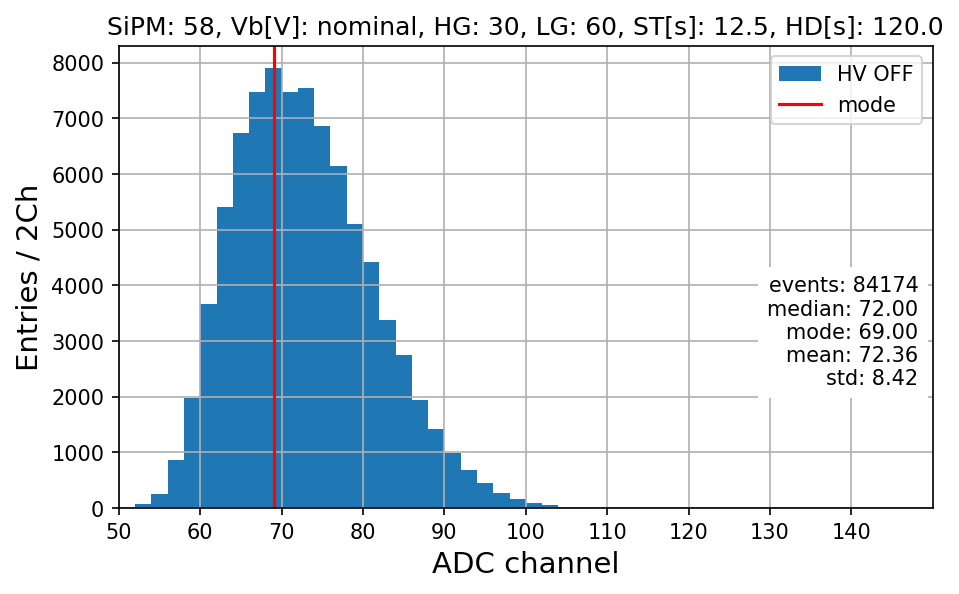 SiPM: 58, Vb[V]: nominal, HG: 30, LG: 60, ST[s]: 12.5, HD[s]: 120.0
8000
7000
6000
5000
4000
3000
2000
1000
0
Entries / 2Ch
HV OFF
mode
events: 84174
median: 72.00
mode: 69.00
mean: 72.36
std: 8.42
50 60 70 80 90 100 110 120 130 140
ADC channel